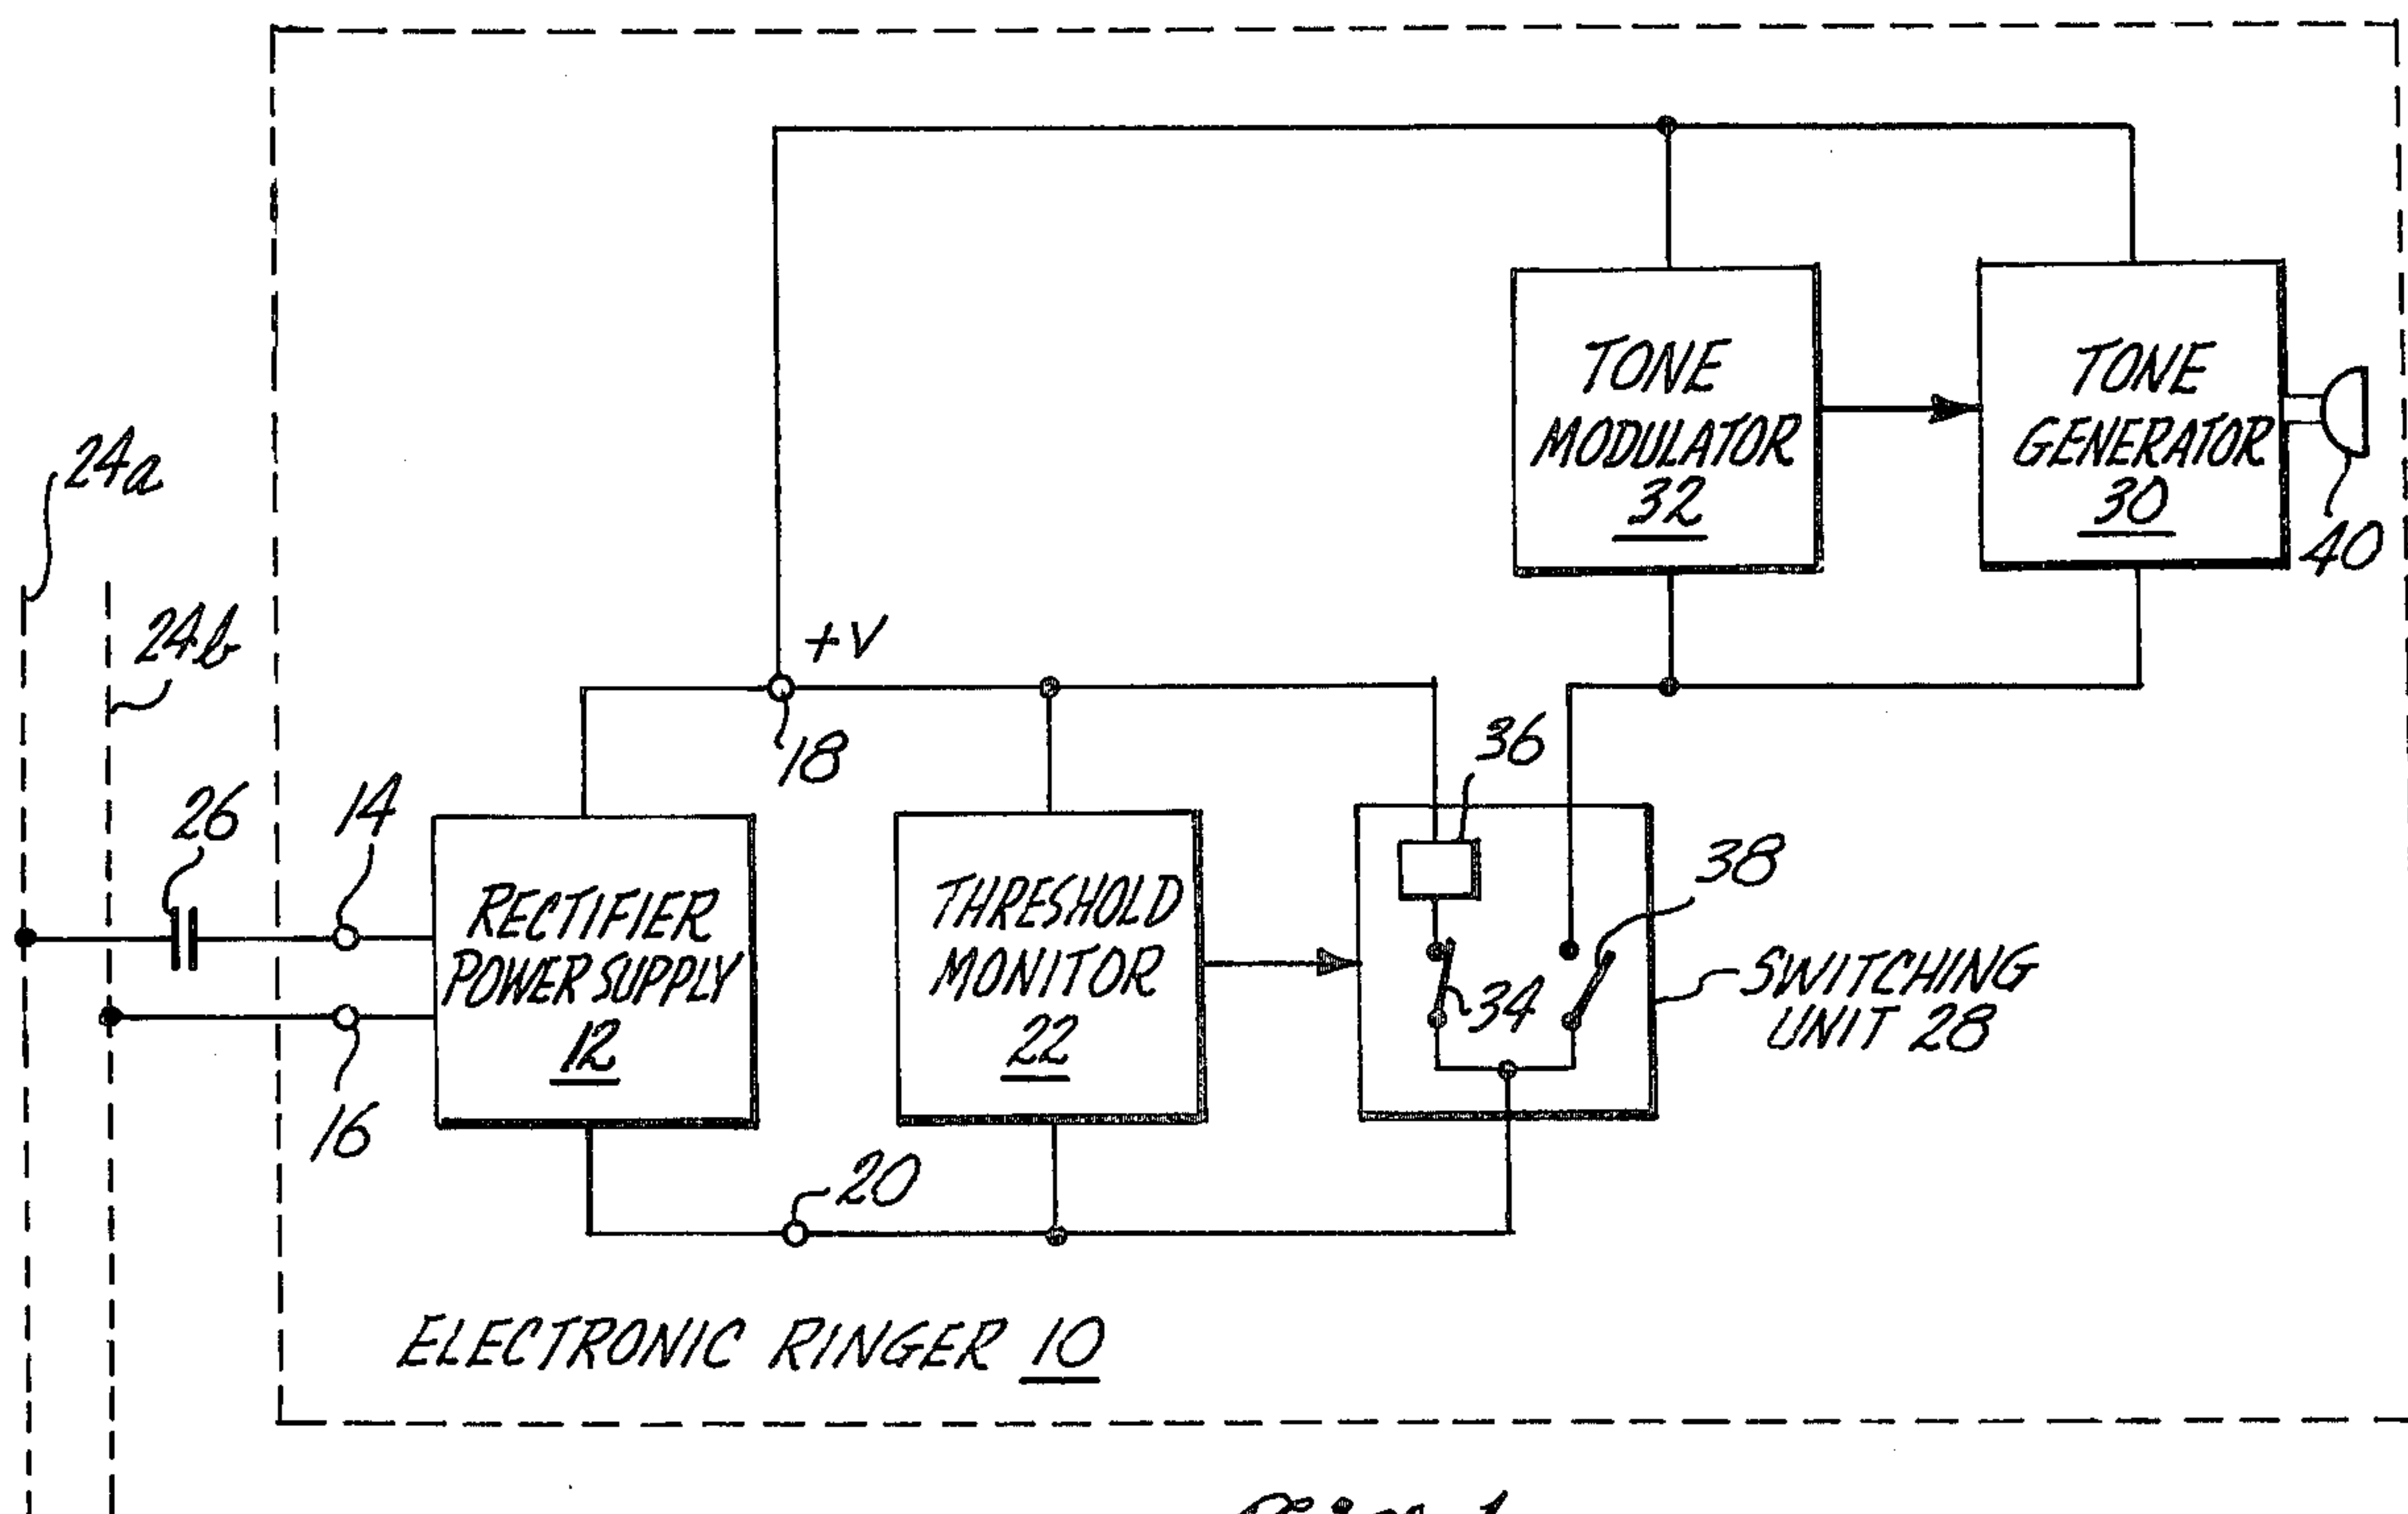 TONE
MODULATOR
32
TONE
GENERATOR
30
40
24a
24b
+V
18
36
26
14
38
RECTIFIER
POWER SUPPLY
12
THRESHOLD
MONITOR
22
34
SWITCHING
UNIT 28
16
20
ELECTRONIC RINGER 10